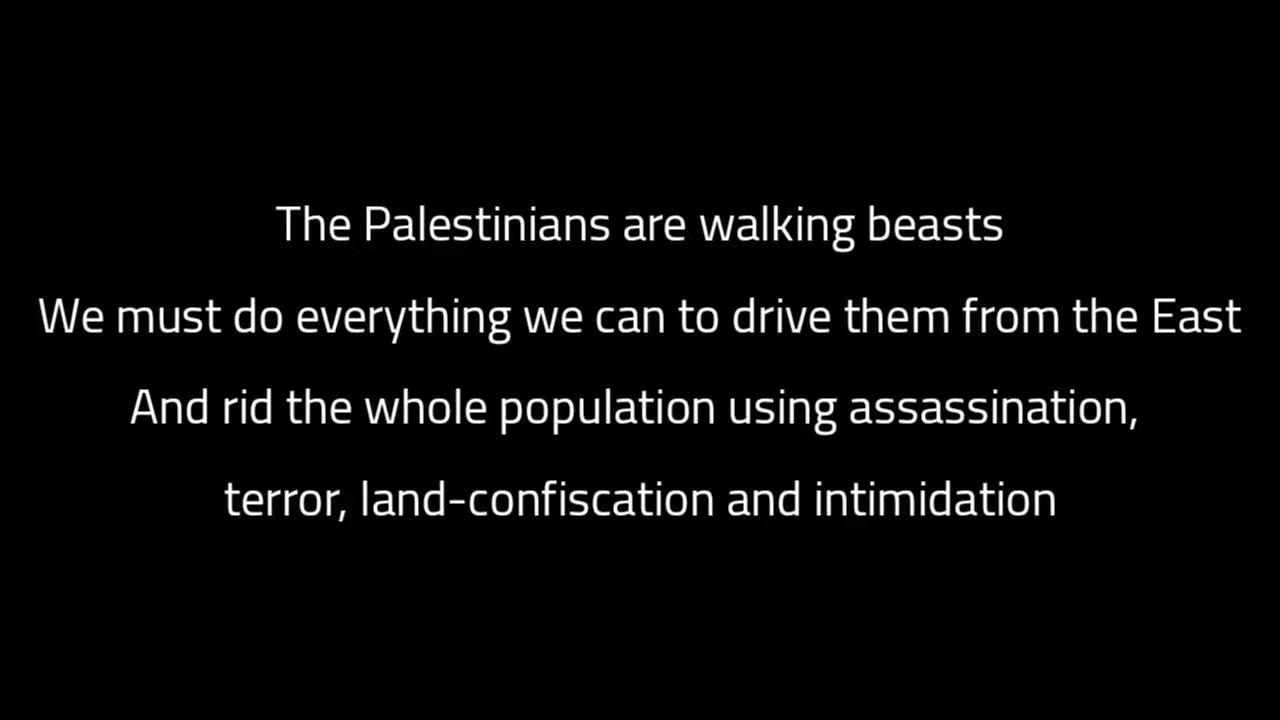 The Palestinians are walking beasts
We must do everything we can to drive them from the East
And rid the whole population using assassination,
terror, land-confiscation and intimidation